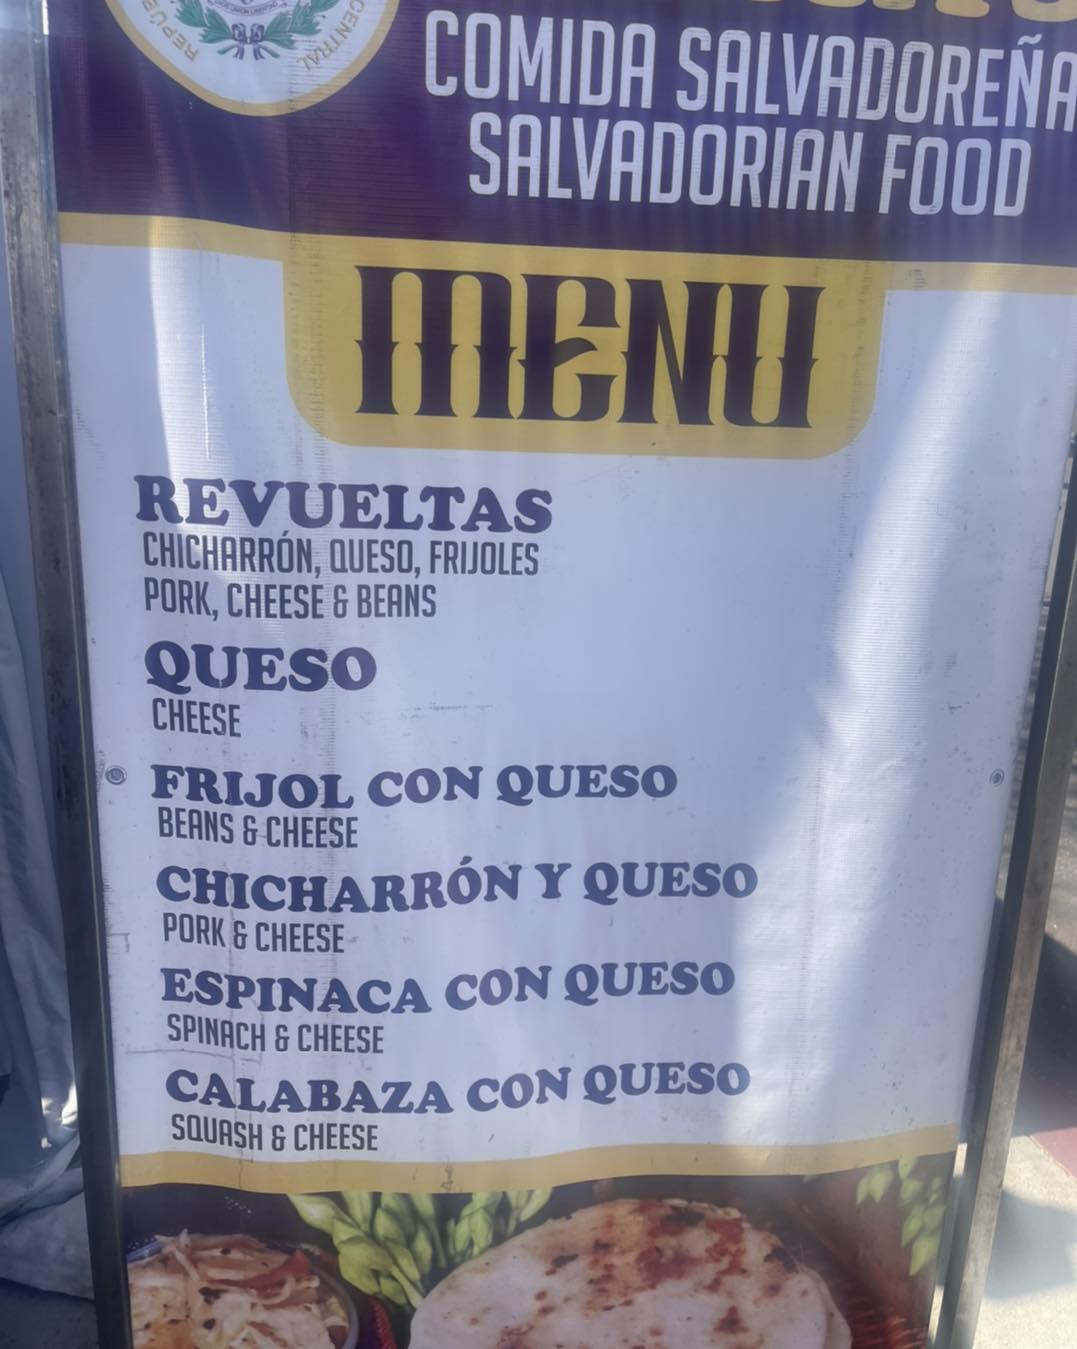 COMIDA SALVADOREÑA
SALVADORIAN FOOD
MENU
REVUELTAS
CHICHARRÓN, QUESO, FRIJOLES
PORK, CHEESE & BEANS
QUESO
CHEESE
FRIJOL CON QUESO
BEANS & CHEESE
CHICHARRÓN Y QUESO
PORK & CHEESE
ESPINACA CON QUESO
SPINACH & CHEESE
CALABAZA CON QUESO
SQUASH & CHEESE